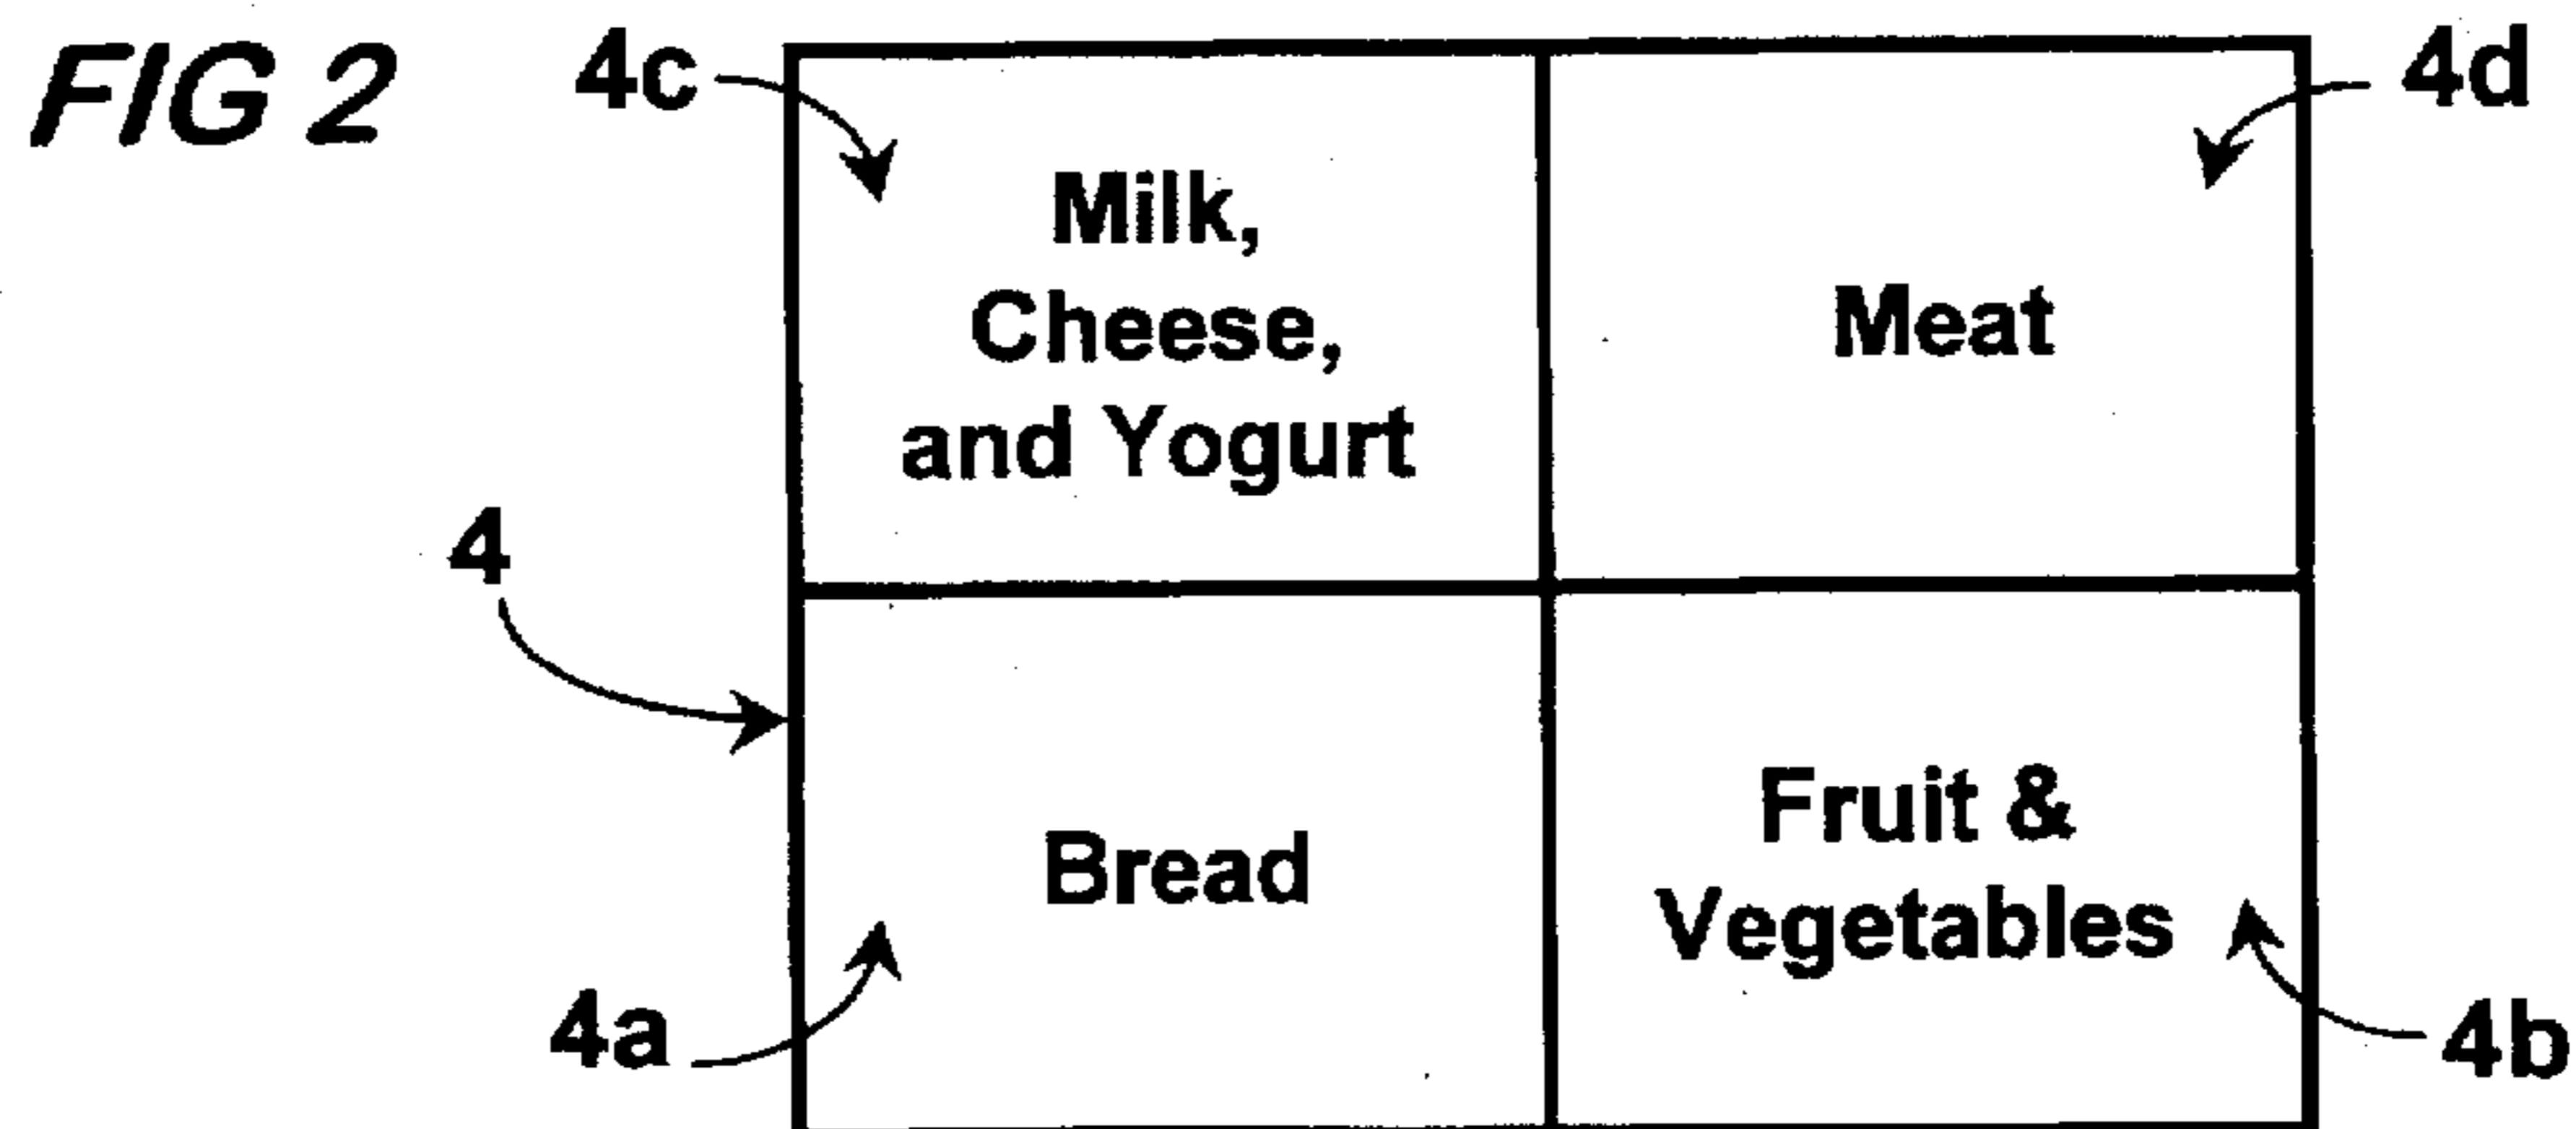 FIG 2
4c
4d
Milk,
Cheese,
and Yogurt
Meat
4
Bread
Fruit &
Vegetables
4a
4b